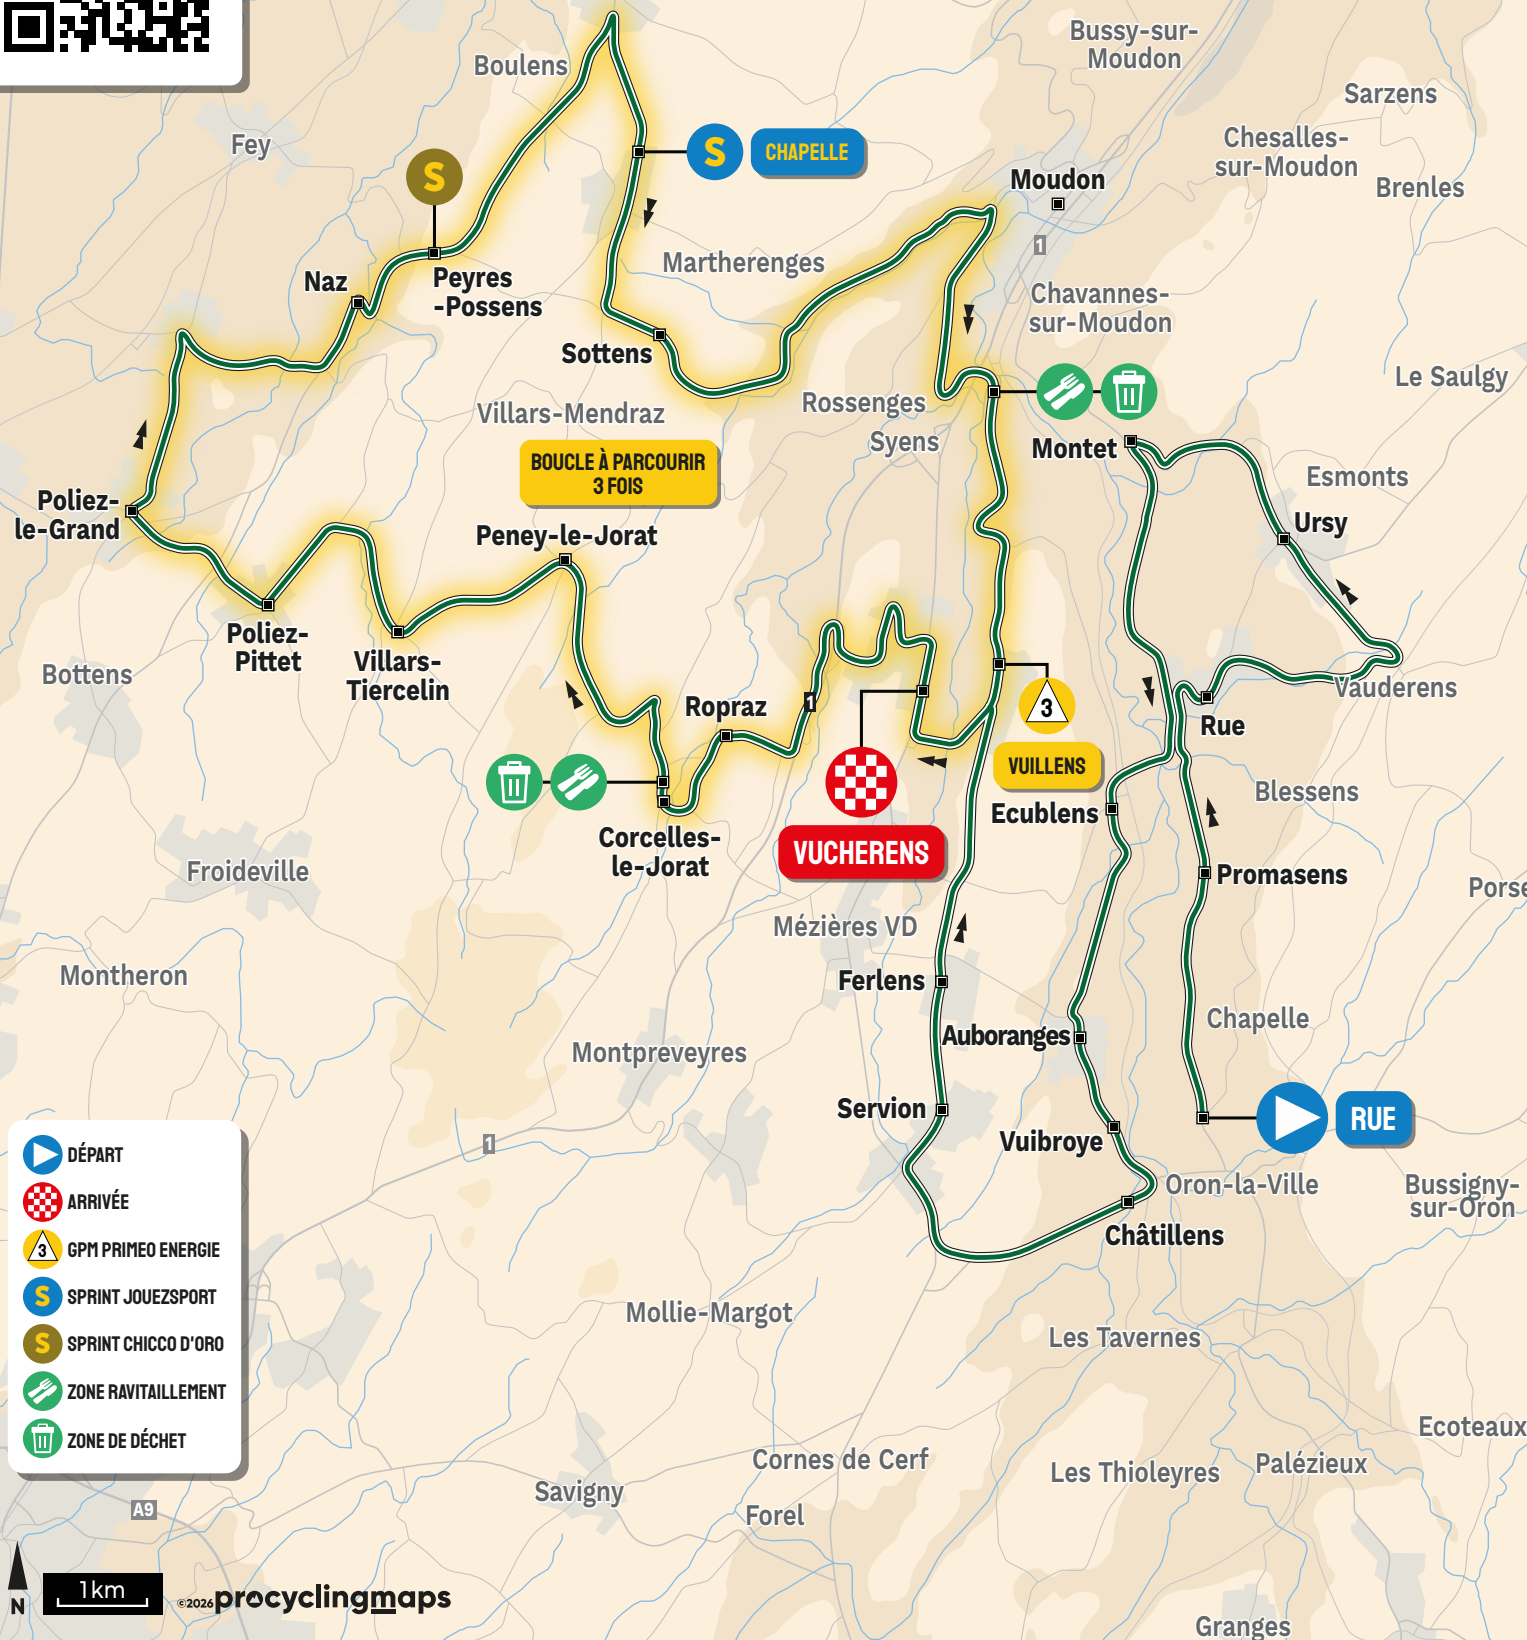 Bussy-sur-
Moudon
Boulens
Sarzens
Fey
Chesalles-
sur-Moudon
S
CHAPELLE
S
Moudon
Brenles
1
Martherenges
Naz
Peyres
-Possens
Chavannes-
sur-Moudon
Sottens
Le Saulgy
Villars-Mendraz
Rossenges
Syens
Montet
BOUCLE À PARCOURIR
3 FOIS
Esmonts
Poliez-
le-Grand
Peney-le-Jorat
Ursy
Poliez-
Pittet
Villars-
Tiercelin
Bottens
Vauderens
Ropraz
1
3
Rue
VUILLENS
Blessens
Ecublens
Corcelles-
le-Jorat
VUCHERENS
Froideville
Promasens
Porse
Mézières VD
Montheron
Ferlens
Chapelle
Auboranges
Montpreveyres
Servion
RUE
1
Vuibroye
DÉPART
Oron-la-Ville
Bussigny-
sur-Oron
ARRIVÉE
Châtillens
3
GPM PRIMEO ENERGIE
S
SPRINT JOUEZSPORT
Mollie-Margot
Les Tavernes
S
SPRINT CHICCO D'ORO
ZONE RAVITAILLEMENT
Ecoteaux
ZONE DE DÉCHET
Cornes de Cerf
Les Thioleyres
Palézieux
Savigny
A9
Forel
1km
N
©2026 procyclingmaps
Granges